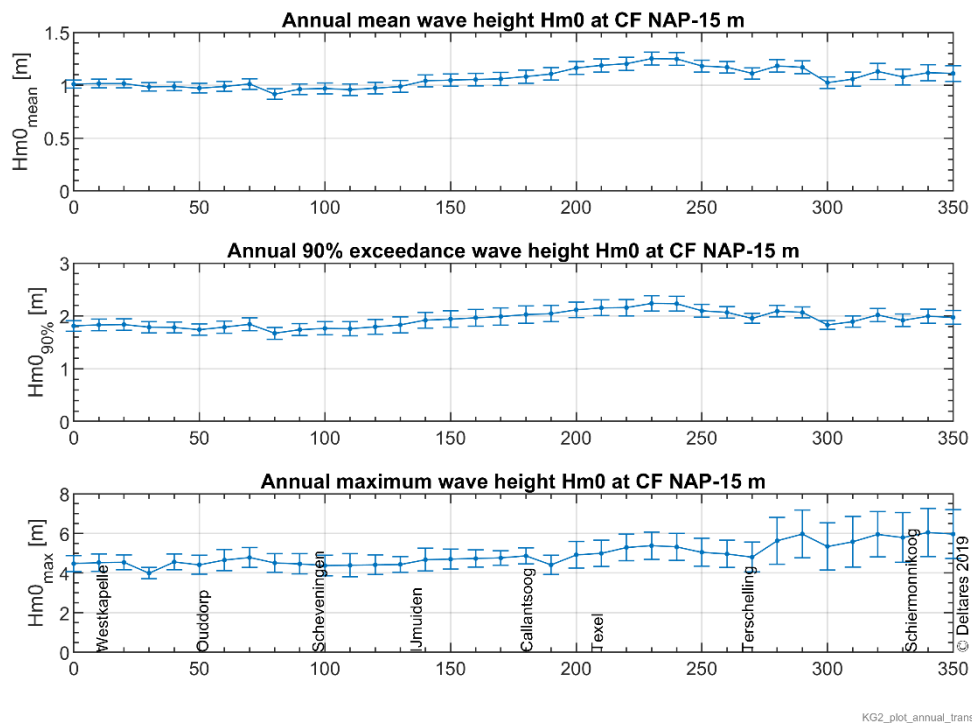 Annual mean wave height Hm0 at CF NAP-15 m
1.5
1
0.5
0
Hm0mean [m]
0 50 100 150 200 250 300 350
Annual 90% exceedance wave height Hm0 at CF NAP-15 m
3
2
1
0
Hm090% [m]
0 50 100 150 200 250 300 350
Annual maximum wave height Hm0 at CF NAP-15 m
8
6
4
2
0
Hm0max [m]
Westkapelle
Ouddorp
Scheveningen
IJmuiden
Callantsoog
Texel
Terschelling
Schiermonnikoog
© Deltares 2019
0 50 100 150 200 250 300 350
KG2_plot_annual_trans